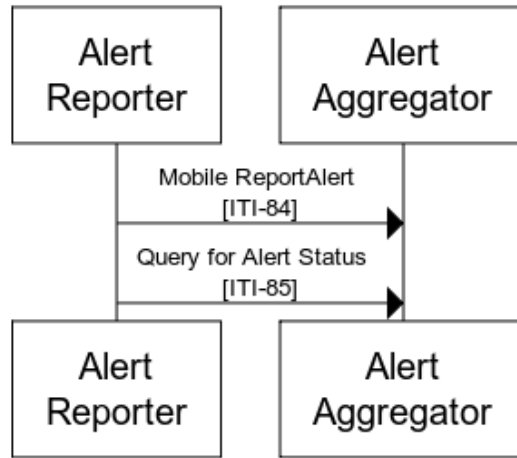 Alert
Reporter
Alert
Aggregator
Mobile ReportAlert
[ITI-84]
Query for Alert Status
[ITI-85]
Alert
Reporter
Alert
Aggregator